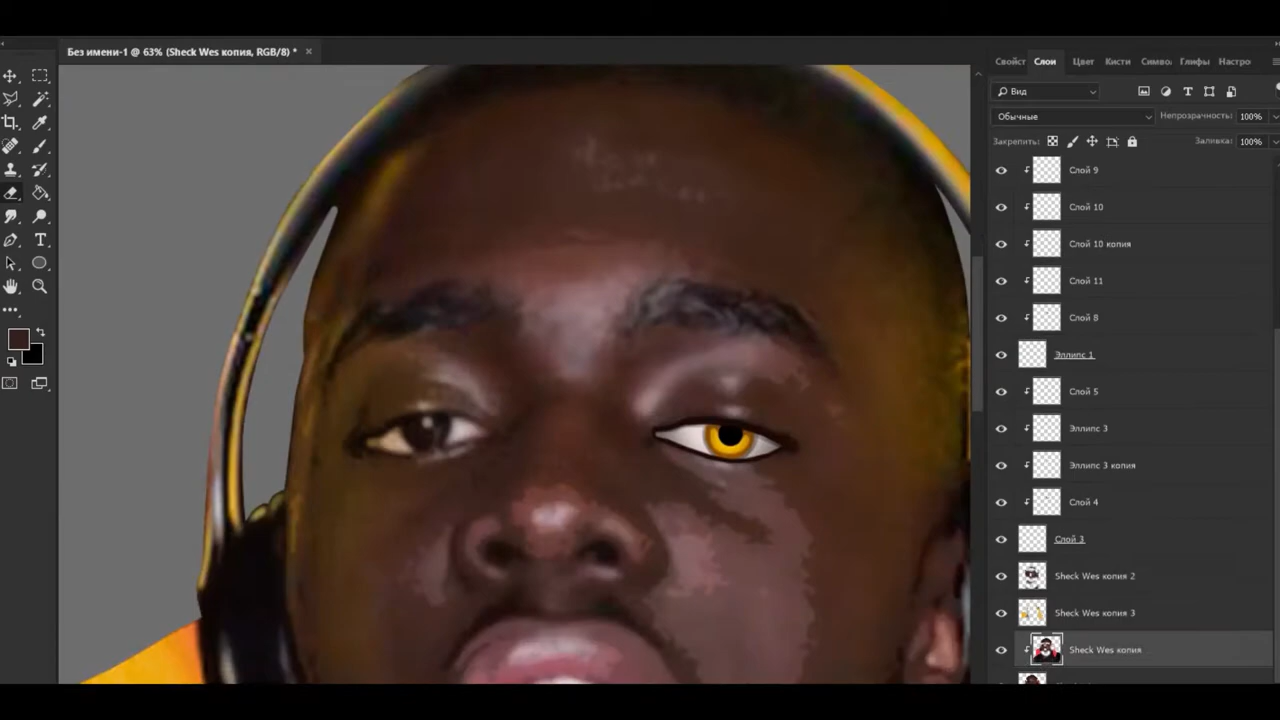 Без имени-1 @ 63% (Sheck Wes копия, RGB/8) * ×
Свойст Слои Цвет Кисти Симво. Глифы Настро
Вид
Обычные Непрозрачность: 100%
Закрепить: Заливка: 100%
Слой 9
Слой 10
Слой 10 копия
Слой 11
Слой 8
Эллипс 1
Слой 5
Эллипс 3
Эллипс 3 копия
Слой 4
Слой 3
Sheck Wes копия 2
Sheck Wes копия 3
Sheck Wes копия